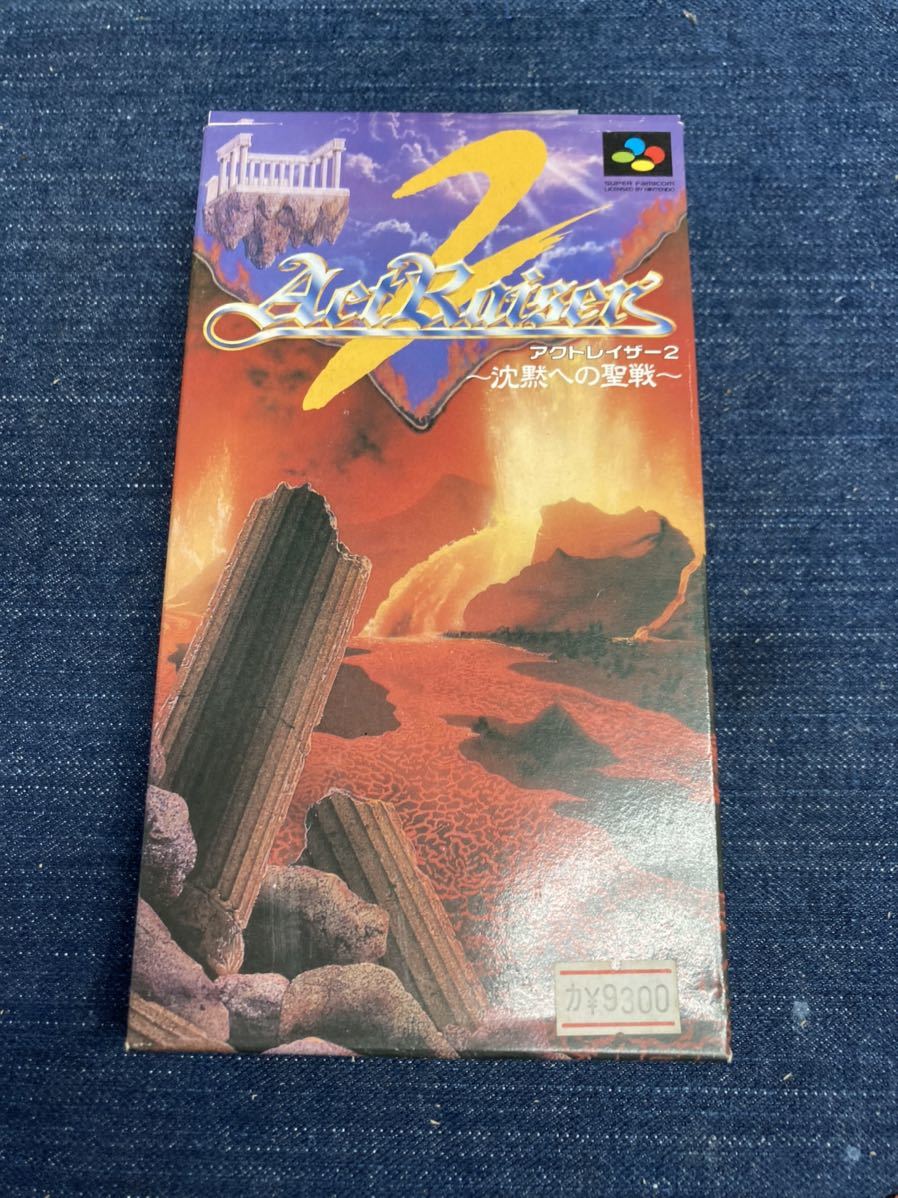 SUPER FAMICOM
LICENSED BY NINTENDO
2
ActRaiser
アクトレイザー2
～沈黙への聖戦～
カ¥9300